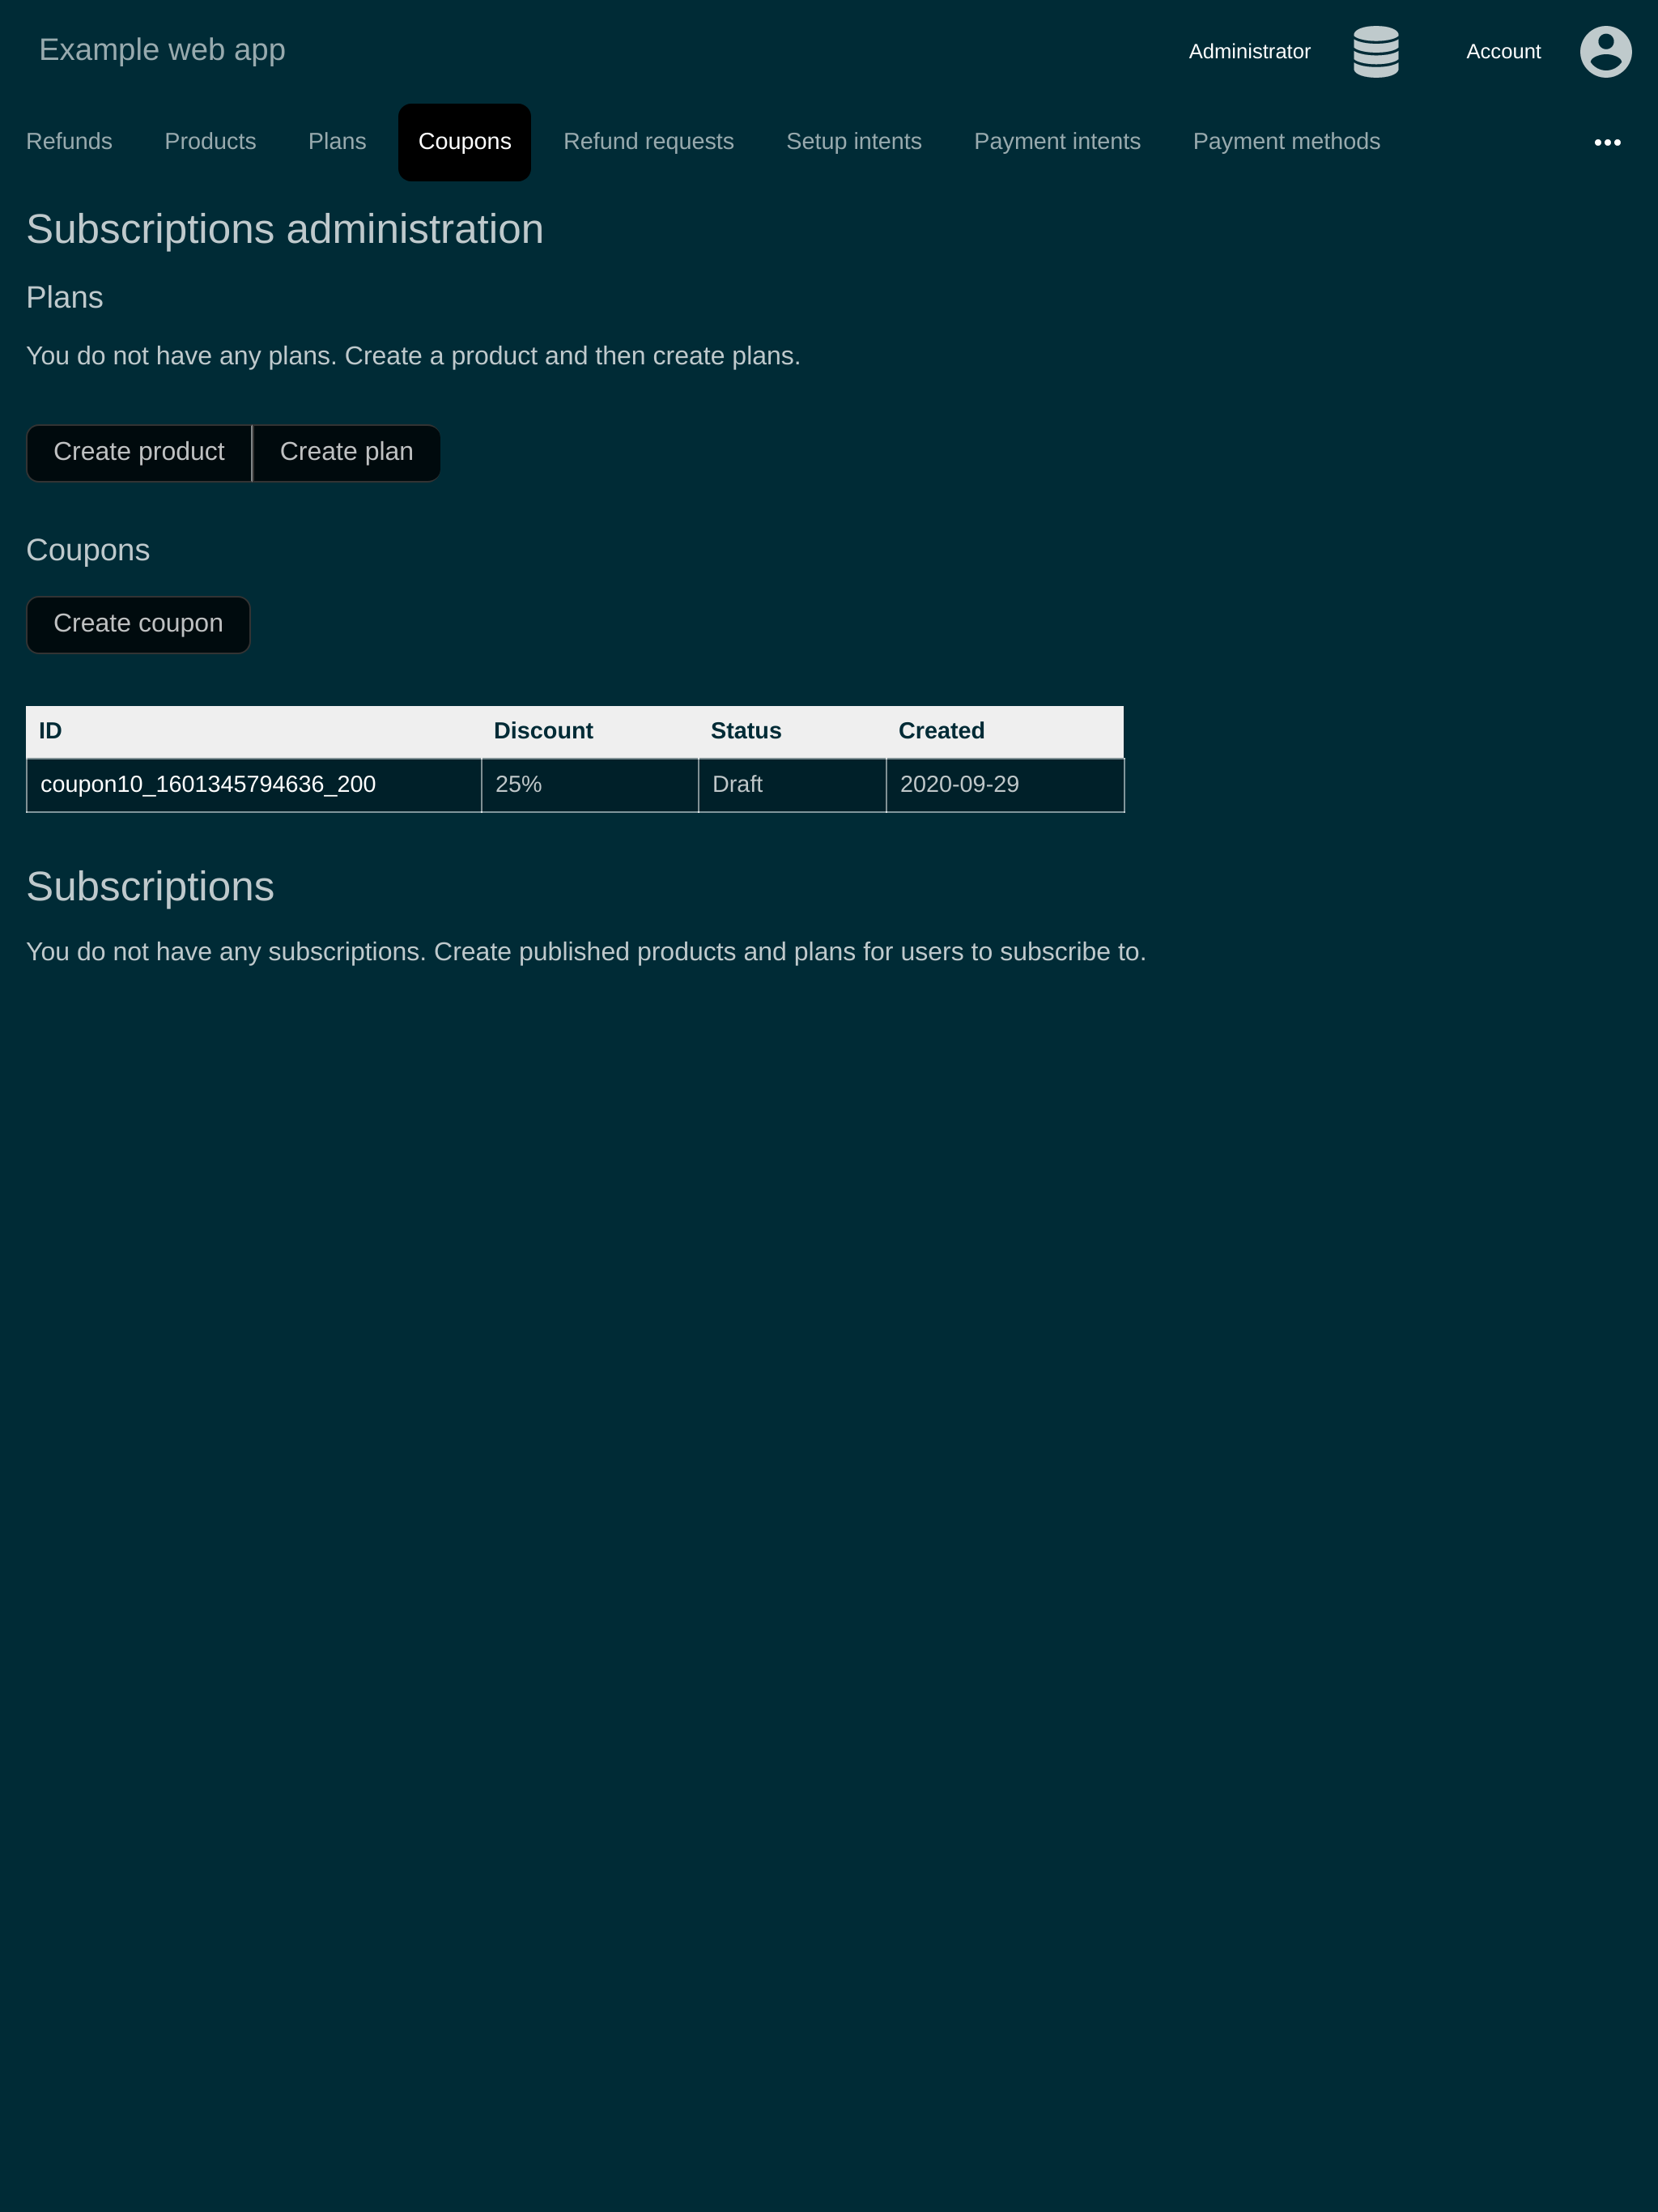 Example web app
Administrator
Account
Refunds Products Plans Coupons Refund requests Setup intents Payment intents Payment methods
Subscriptions administration
Plans
You do not have any plans. Create a product and then create plans.
Create product Create plan
Coupons
Create coupon
ID Discount Status Created
coupon10_1601345794636_200 25% Draft 2020-09-29
Subscriptions
You do not have any subscriptions. Create published products and plans for users to subscribe to.